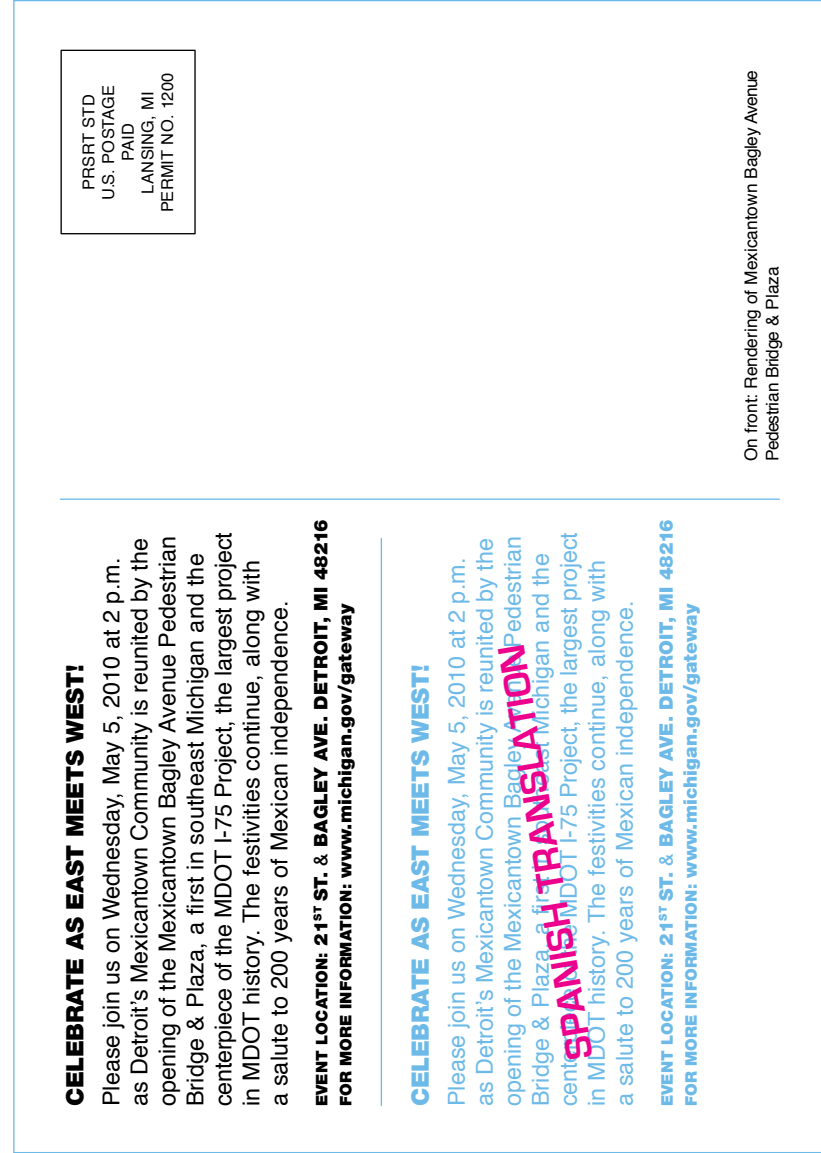 CELEBRATE AS EAST MEETS WEST!
Please join us on Wednesday, May 5, 2010 at 2 p.m.
as Detroit's Mexicantown Community is reunited by the
opening of the Mexicantown Bagley Avenue Pedestrian
Bridge & Plaza, a first in southeast Michigan and the
centerpiece of the MDOT I-75 Project, the largest project
in MDOT history. The festivities continue, along with
a salute to 200 years of Mexican independence.
EVENT LOCATION: 21ST ST. & BAGLEY AVE. DETROIT, MI 48216
FOR MORE INFORMATION: www.michigan.gov/gateway
CELEBRATE AS EAST MEETS WEST!
Please join us on Wednesday, May 5, 2010 at 2 p.m.
as Detroit's Mexicantown Community is reunited by the
opening of the Mexicantown Bagley Avenue Pedestrian
Bridge & Plaza, a first in southeast Michigan and the
centerpiece of the MDOT I-75 Project, the largest project
in MDOT history. The festivities continue, along with
a salute to 200 years of Mexican independence.
SPANISH TRANSLATION
EVENT LOCATION: 21ST ST. & BAGLEY AVE. DETROIT, MI 48216
FOR MORE INFORMATION: www.michigan.gov/gateway
PRSRT STD
U.S. POSTAGE
PAID
LANSING, MI
PERMIT NO. 1200
On front: Rendering of Mexicantown Bagley Avenue
Pedestrian Bridge & Plaza